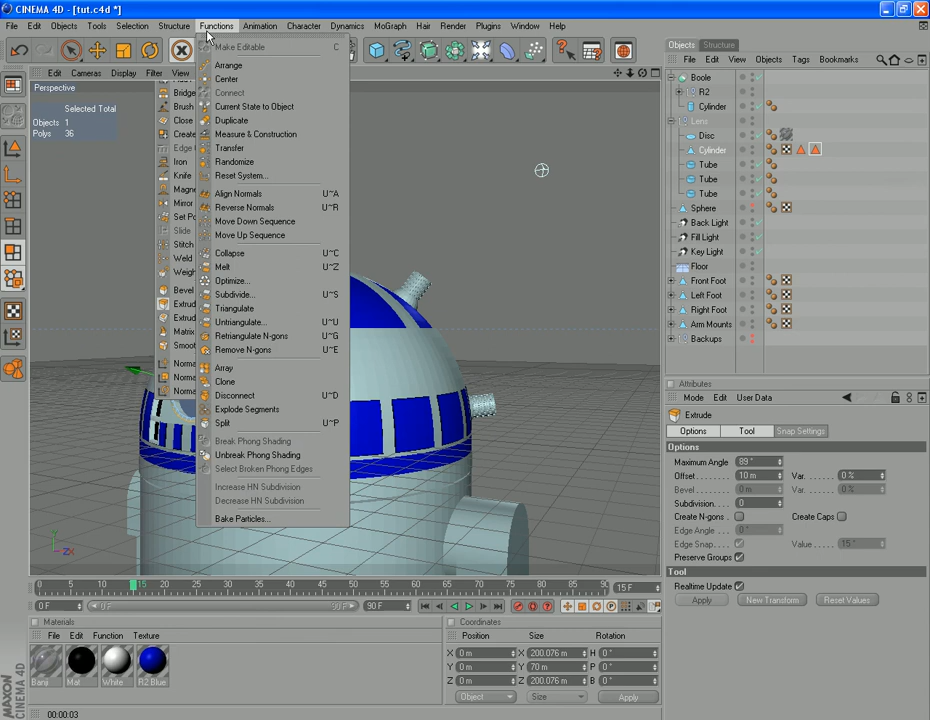 CINEMA 4D - [tut.c4d *]
File Edit Objects Tools Selection Structure Functions Animation Character Dynamics MoGraph Hair Render Plugins Window Help
Edit Cameras Display Filter View
Perspective
Selected Total
Objects 1
Polys 36
Bridge
Brush
Close
Create
Edge
Iron
Knife
Magne
Mirror
Set Po
Slide
Stitch
Weld
Weigh
Bevel
Extrud
Extrud
Matrix
Smoot
Norma
Norma
Norma
Make Editable C
Arrange
Center
Connect
Current State to Object
Duplicate
Measure & Construction
Transfer
Randomize
Reset System...
Align Normals U~A
Reverse Normals U~R
Move Down Sequence
Move Up Sequence
Collapse U~C
Melt U~Z
Optimize...
Subdivide... U~S
Triangulate
Untriangulate... U~U
Retriangulate N-gons U~G
Remove N-gons U~E
Array
Clone
Disconnect U~D
Explode Segments
Split U~P
Break Phong Shading
Unbreak Phong Shading
Select Broken Phong Edges
Increase HN Subdivision
Decrease HN Subdivision
Bake Particles...
Objects Structure
File Edit View Objects Tags Bookmarks
Boole
R2
Cylinder
Lens
Disc
Cylinder
Tube
Tube
Tube
Sphere
Back Light
Fill Light
Key Light
Floor
Front Foot
Left Foot
Right Foot
Arm Mounts
Backups
Attributes
Mode Edit User Data
Extrude
Options Tool Snap Settings
Options
Maximum Angle 89 °
Offset 10 m Var. 0 %
Bevel 0 m Var. 0 %
Subdivision 0
Create N-gons Create Caps
Edge Angle 0 °
Edge Snap Value 15 °
Preserve Groups
Tool
Realtime Update
Apply New Transform Reset Values
Y
ZX
0 5 10 15 20 25 30 35 40 45 50 55 60 65 70 75 80 85 90 15 F
0 F 0 F 90 F 90 F
Materials
File Edit Function Texture
Banji Mat White R2 Blue
Coordinates
Position Size Rotation
X 0 m X 200.076 m H 0 °
Y 0 m Y 70 m P 0 °
Z 0 m Z 200.076 m B 0 °
Object Size Apply
MAXON CINEMA 4D
00:00:03